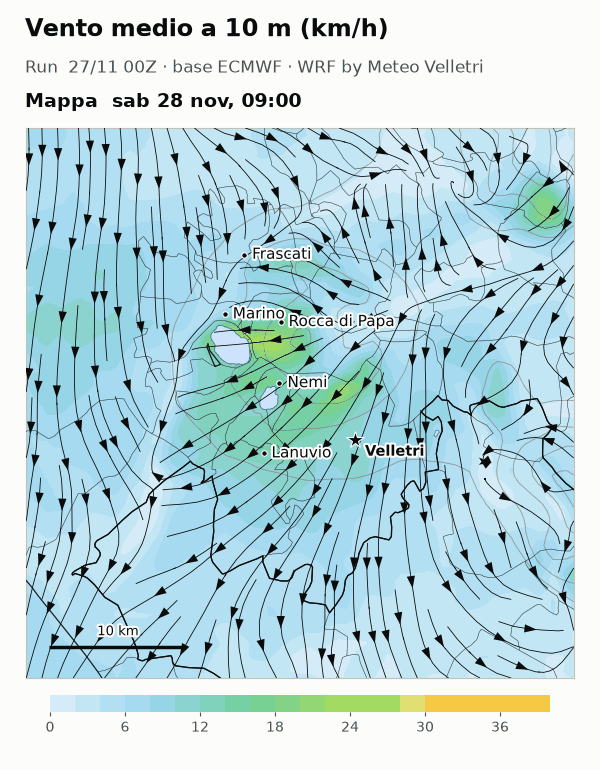 Vento medio a 10 m (km/h)
Run  27/11 00Z · base ECMWF · WRF by Meteo Velletri
Mappa  sab 28 nov, 09:00
Frascati
Marino
Rocca di Papa
Nemi
Velletri
Lanuvio
10 km
0 6 12 18 24 30 36